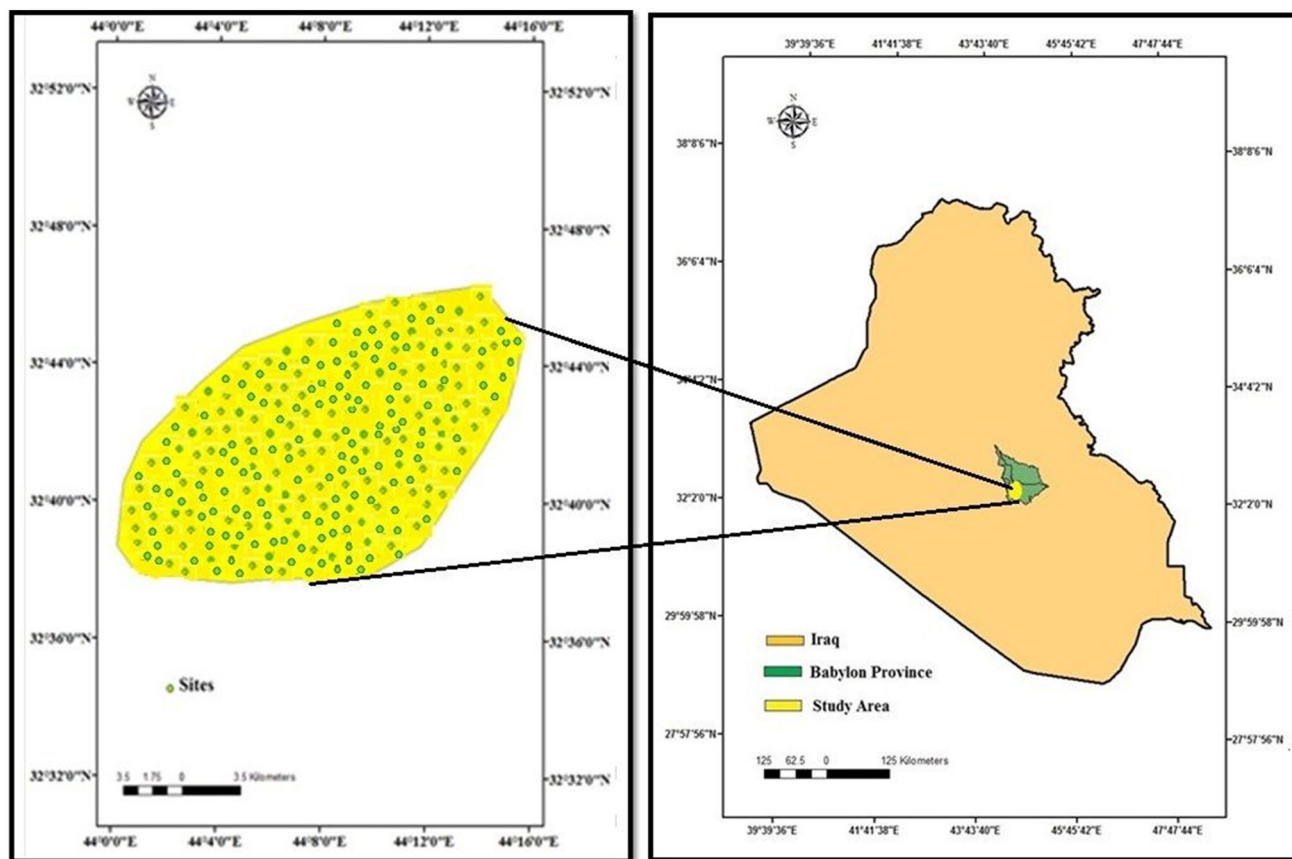 44°0'0"E 44°4'0"E 44°8'0"E 44°12'0"E 44°16'0"E
N
W E
S
32°52'0"N 32°52'0"N
32°48'0"N 32°48'0"N
32°44'0"N 32°44'0"N
32°40'0"N 32°40'0"N
32°36'0"N 32°36'0"N
Sites
32°32'0"N 32°32'0"N
3.5 1.75 0 3.5 Kilometers
44°0'0"E 44°4'0"E 44°8'0"E 44°12'0"E 44°16'0"E
39°39'36"E 41°41'38"E 43°43'40"E 45°45'42"E 47°47'44"E
N
W E
S
38°8'6"N 38°8'6"N
36°6'4"N 36°6'4"N
34°4'2"N
32°2'0"N 32°2'0"N
29°59'58"N 29°59'58"N
Iraq
Babylon Province
Study Area
27°57'56"N 27°57'56"N
125 62.5 0 125 Kilometers
39°39'36"E 41°41'38"E 43°43'40"E 45°45'42"E 47°47'44"E